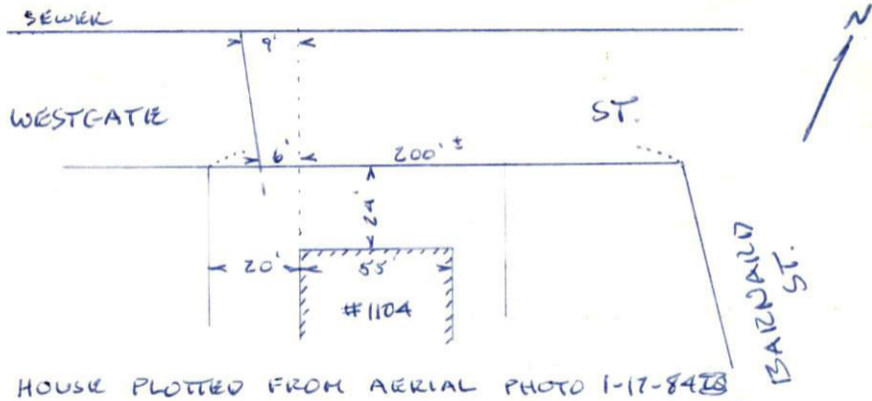 SEWER
9'
N
WESTGATE
ST.
6'
200' ±
24'
20'
55'
#1104
BARNARD
ST.
HOUSE PLOTTED FROM AERIAL PHOTO 1-17-84